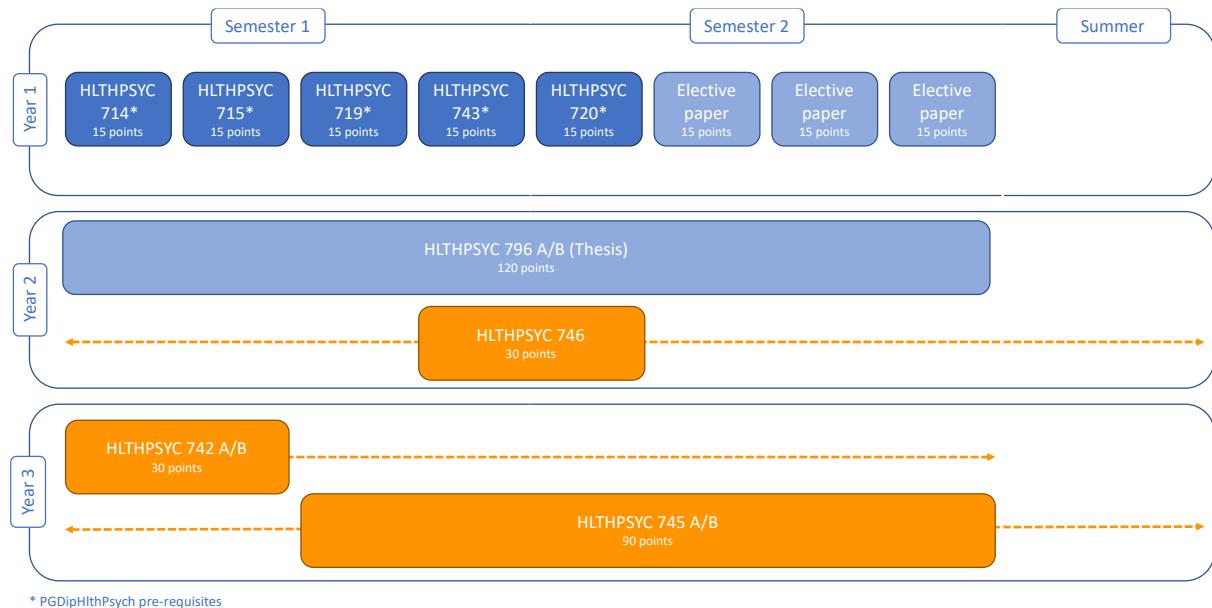 Semester 1
Semester 2
Summer
Year 1
HLTHPSYC
714*
15 points
HLTHPSYC
715*
15 points
HLTHPSYC
719*
15 points
HLTHPSYC
743*
15 points
HLTHPSYC
720*
15 points
Elective
paper
15 points
Elective
paper
15 points
Elective
paper
15 points
Year 2
HLTHPSYC 796 A/B (Thesis)
120 points
HLTHPSYC 746
30 points
Year 3
HLTHPSYC 742 A/B
30 points
HLTHPSYC 745 A/B
90 points
* PGDipHlthPsych pre-requisites